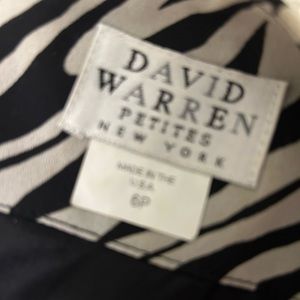 DAVID
WARREN
PETITES
NEW YORK
MADE IN THE
U.S.A.
6P